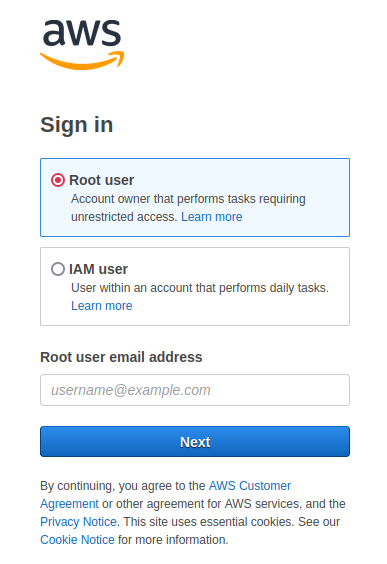 aws
Sign in
Root user
Account owner that performs tasks requiring
unrestricted access. Learn more
IAM user
User within an account that performs daily tasks.
Learn more
Root user email address
username@example.com
Next
By continuing, you agree to the AWS Customer
Agreement or other agreement for AWS services, and the
Privacy Notice. This site uses essential cookies. See our
Cookie Notice for more information.